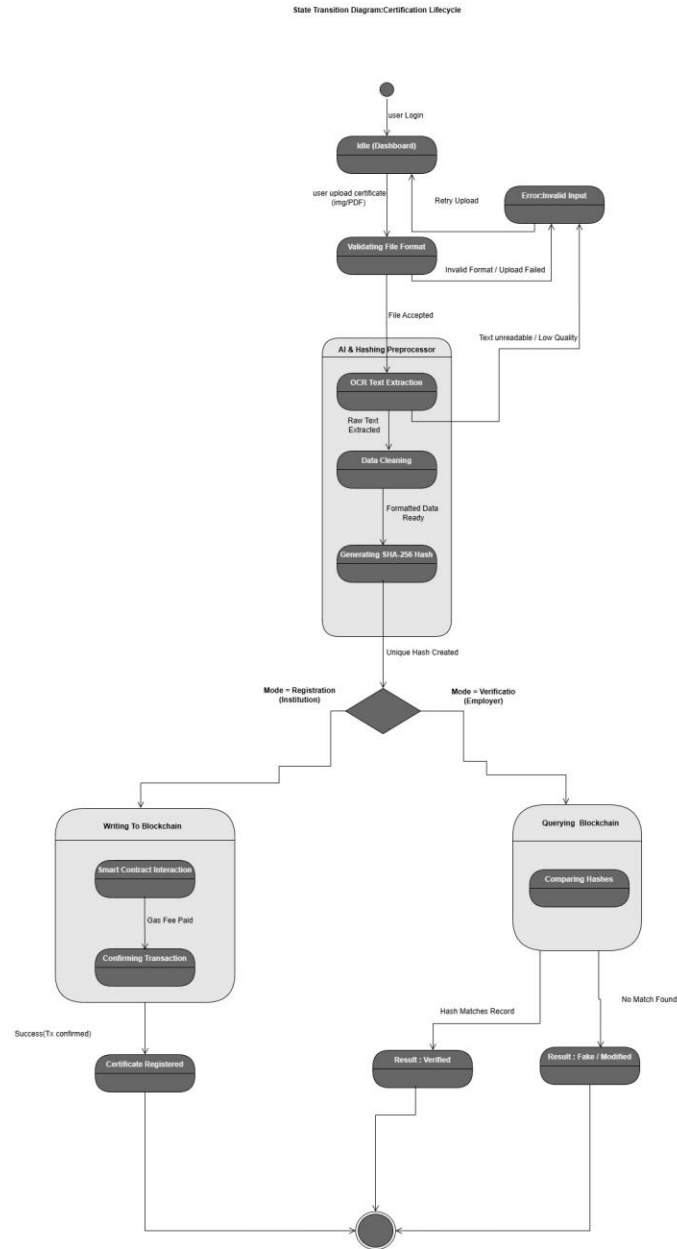 State Transition Diagram:Certification Lifecycle
user Login
Idle (Dashboard)
user upload certificate
(img/PDF)
Retry Upload
Error:Invalid Input
Validating File Format
Invalid Format / Upload Failed
File Accepted
Text unreadable / Low Quality
AI & Hashing Preprocessor
OCR Text Extraction
Raw Text
Extracted
Data Cleaning
Formatted Data
Ready
Generating SHA-256 Hash
Unique Hash Created
Mode = Registration
(Institution)
Mode = Verificatio
(Employer)
Writing To Blockchain
Smart Contract Interaction
Gas Fee Paid
Confirming Transaction
Querying Blockchain
Comparing Hashes
Success(Tx confirmed)
Hash Matches Record
No Match Found
Certificate Registered
Result : Verified
Result : Fake / Modified